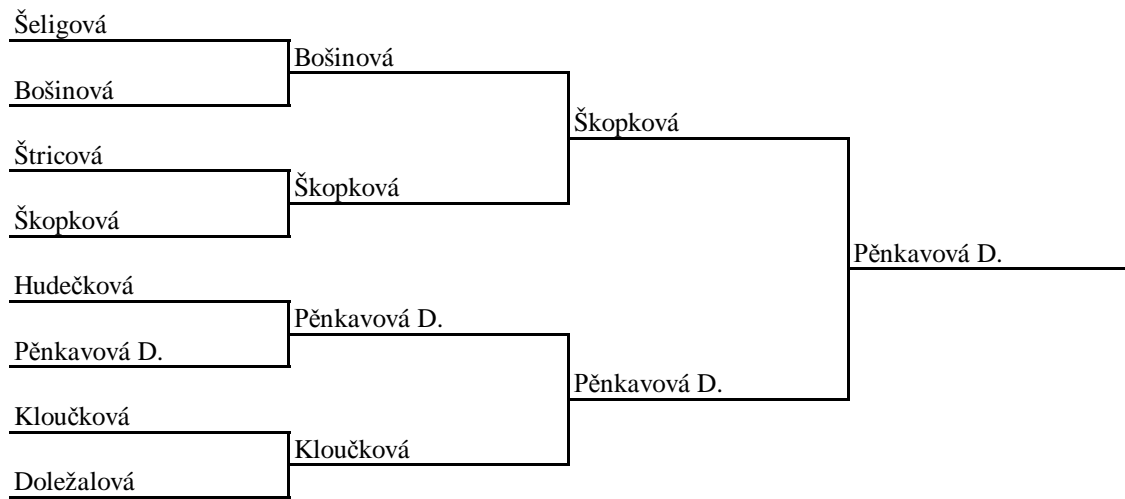 Šeligová
Bošinová
Bošinová
Škopková
Štricová
Škopková
Škopková
Pěnkavová D.
Hudečková
Pěnkavová D.
Pěnkavová D.
Pěnkavová D.
Kloučková
Kloučková
Doležalová